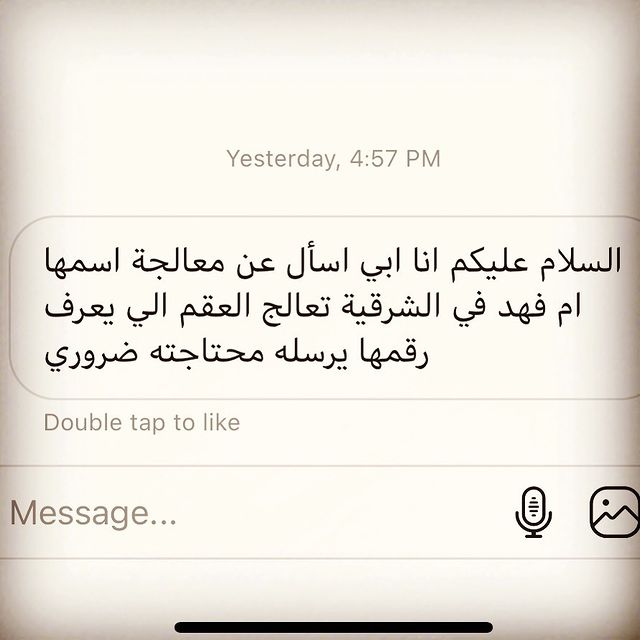 Yesterday, 4:57 PM
السلام عليكم انا ابي اسأل عن معالجة اسمها
ام فهد في الشرقية تعالج العقم الي يعرف
رقمها يرسله محتاجته ضروري
Double tap to like
Message...